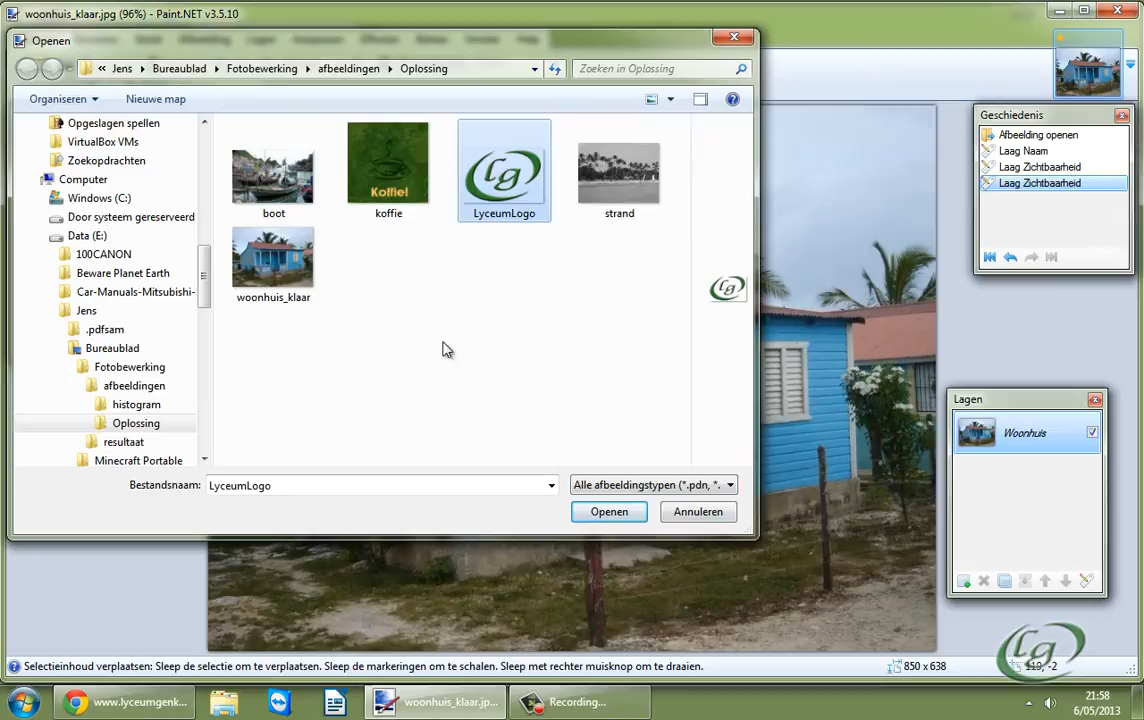 woonhuis_klaar.jpg (96%) - Paint.NET v3.5.10
Openen
« Jens Bureaublad Fotobewerking afbeeldingen Oplossing
Zoeken in Oplossing
Organiseren
Nieuwe map
Opgeslagen spellen
VirtualBox VMs
Zoekopdrachten
Computer
Windows (C:)
Door systeem gereserveerd
Data (E:)
100CANON
Beware Planet Earth
Car-Manuals-Mitsubishi-
Jens
.pdfsam
Bureaublad
Fotobewerking
afbeeldingen
histogram
Oplossing
resultaat
Minecraft Portable
Koffie!
lg
boot
koffie
LyceumLogo
strand
woonhuis_klaar
lg
Bestandsnaam:
LyceumLogo
Alle afbeeldingstypen (*.pdn, *.
Openen
Annuleren
Geschiedenis
Afbeelding openen
Laag Naam
Laag Zichtbaarheid
Laag Zichtbaarheid
Lagen
Woonhuis
lg
Selectieinhoud verplaatsen: Sleep de selectie om te verplaatsen. Sleep de markeringen om te schalen. Sleep met rechter muisknop om te draaien.
850 x 638
119, -2
www.lyceumgenk...
woonhuis_klaar.jp...
Recording...
21:58
6/05/2013